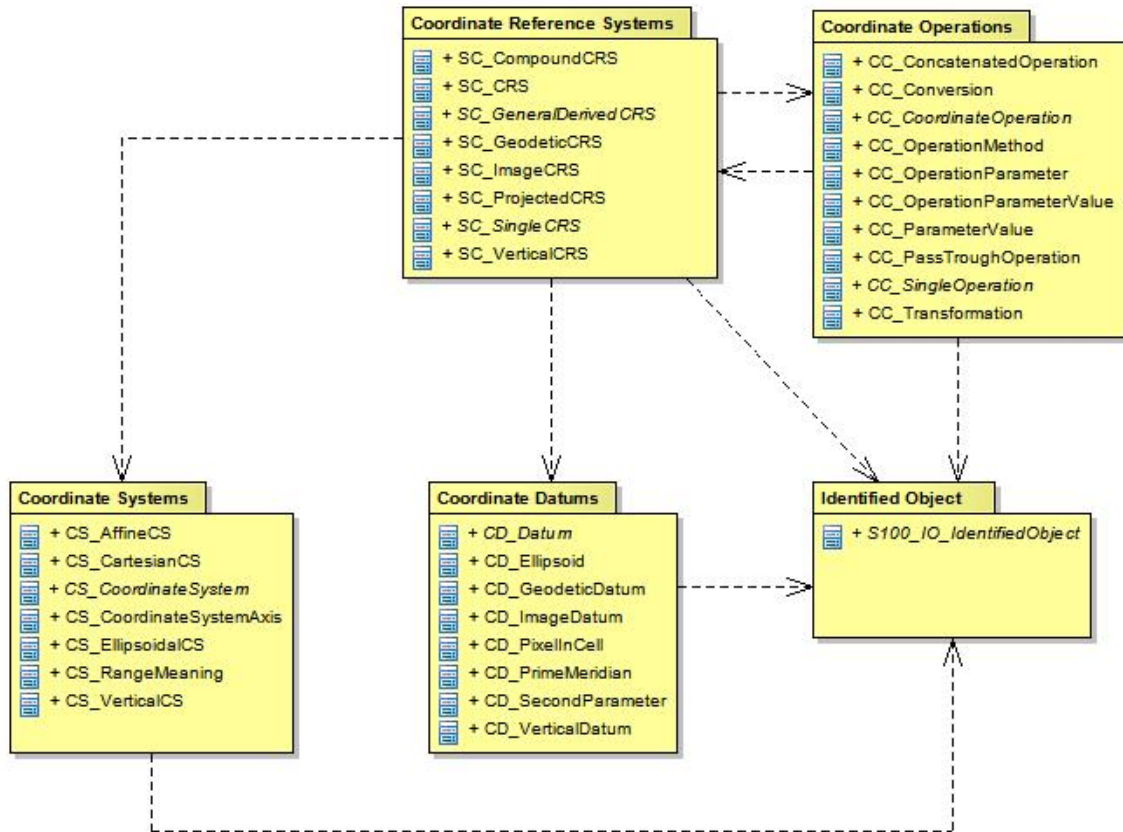 Coordinate Reference Systems
+ SC_CompoundCRS
+ SC_CRS
+ SC_GeneralDerivedCRS
+ SC_GeodeticCRS
+ SC_ImageCRS
+ SC_ProjectedCRS
+ SC_SingleCRS
+ SC_VerticalCRS
Coordinate Operations
+ CC_ConcatenatedOperation
+ CC_Conversion
+ CC_CoordinateOperation
+ CC_OperationMethod
+ CC_OperationParameter
+ CC_OperationParameterValue
+ CC_ParameterValue
+ CC_PassTroughOperation
+ CC_SingleOperation
+ CC_Transformation
Coordinate Systems
+ CS_AffineCS
+ CS_CartesianCS
+ CS_CoordinateSystem
+ CS_CoordinateSystemAxis
+ CS_EllipsoidalCS
+ CS_RangeMeaning
+ CS_VerticalCS
Coordinate Datums
+ CD_Datum
+ CD_Ellipsoid
+ CD_GeodeticDatum
+ CD_ImageDatum
+ CD_PixelInCell
+ CD_PrimeMeridian
+ CD_SecondParameter
+ CD_VerticalDatum
Identified Object
+ S100_IO_IdentifiedObject